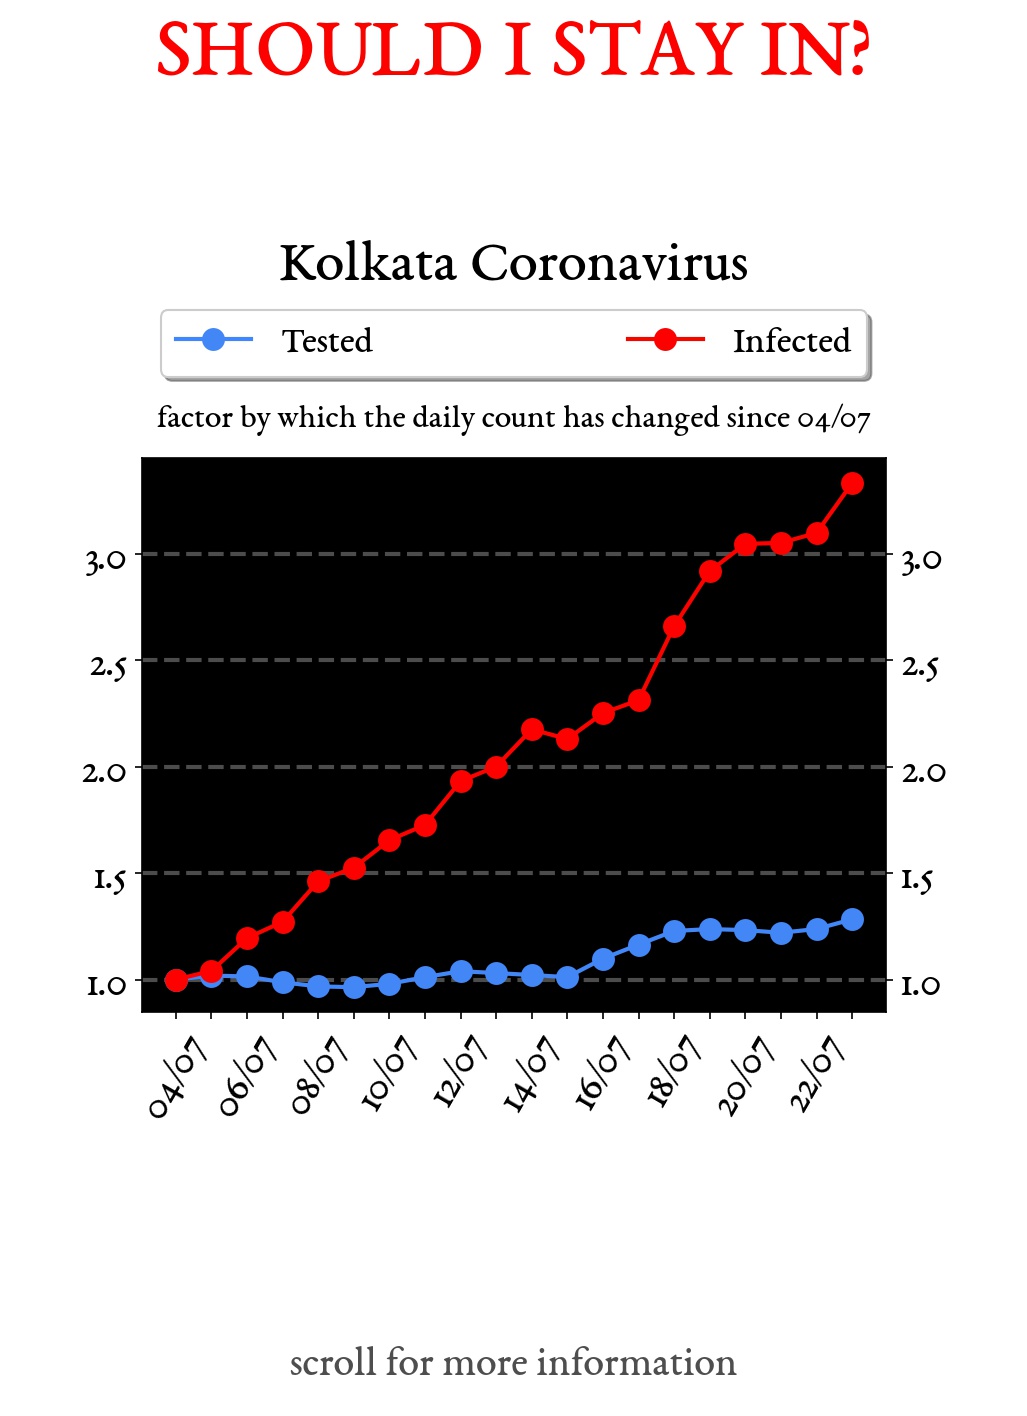 SHOULD I STAY IN?
Kolkata Coronavirus
Tested Infected
factor by which the daily count has changed since 04/07
3.0 3.0
2.5 2.5
2.0 2.0
1.5 1.5
1.0 1.0
04/07 06/07 08/07 10/07 12/07 14/07 16/07 18/07 20/07 22/07
scroll for more information